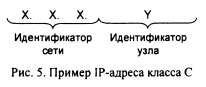 X. X. X. Y
Идентификатор Идентификатор
сети узла
Рис. 5. Пример IP-адреса класса C